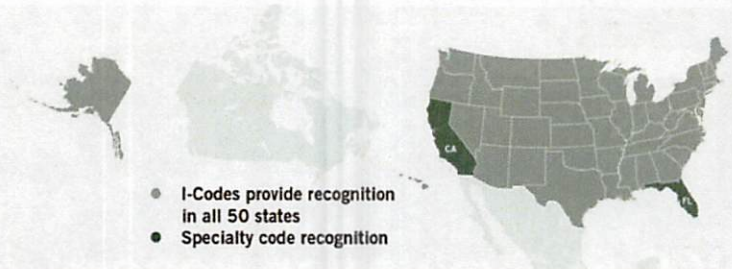 CA
FL
I-Codes provide recognition
in all 50 states
Specialty code recognition